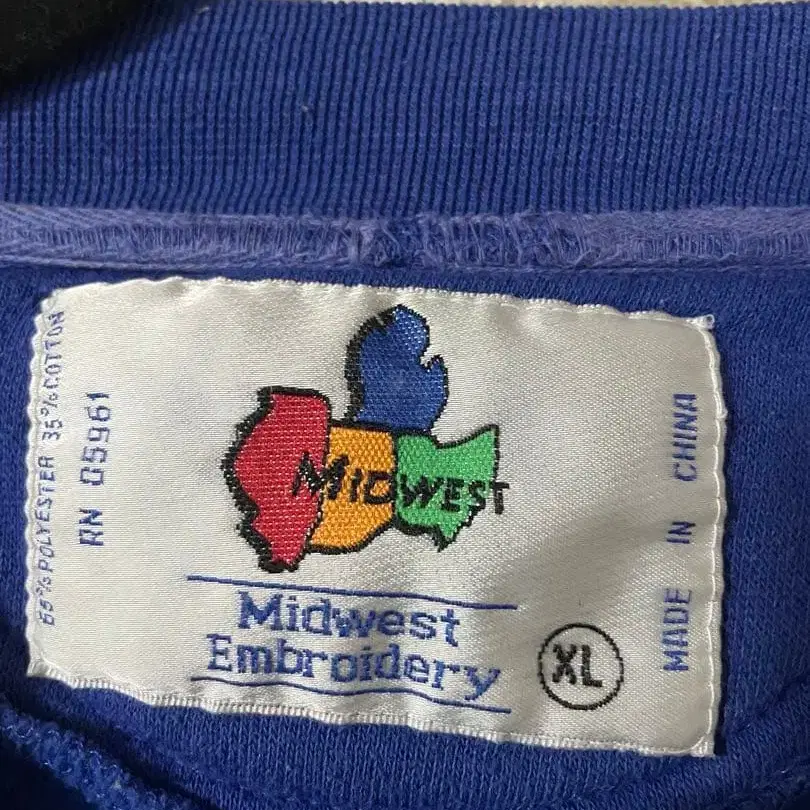 65% POLYESTER 35% COTTON
RN 05961
MIDWEST
Midwest
Embroidery
XL
MADE IN CHINA